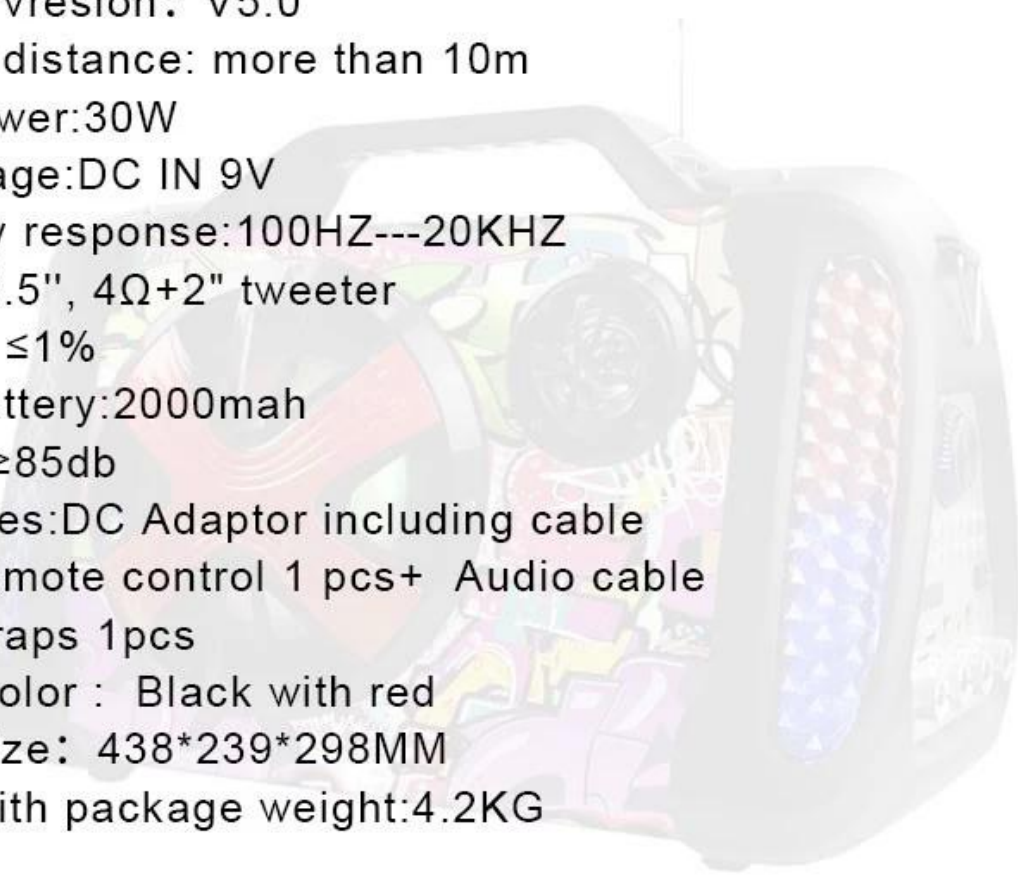 vresion：V5.0
distance: more than 10m
wer:30W
age:DC IN 9V
response:100HZ---20KHZ
.5", 4Ω+2" tweeter
≤1%
ttery:2000mah
≥85db
es:DC Adaptor including cable
mote control 1 pcs+ Audio cable
raps 1pcs
olor : Black with red
ze：438*239*298MM
ith package weight:4.2KG